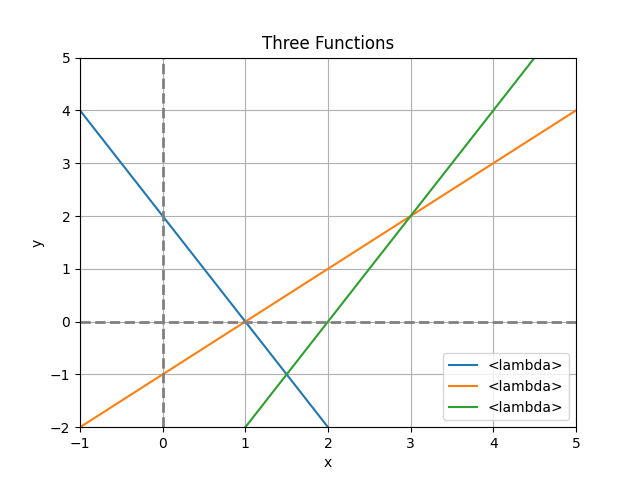 Three Functions
5
4
3
2
1
0
−1
−2
y
−1 0 1 2 3 4 5
x
<lambda>
<lambda>
<lambda>